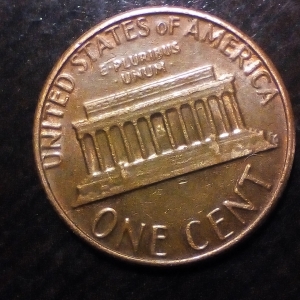 UNITED STATES OF AMERICA
E·PLURIBUS
UNUM
ONE CENT